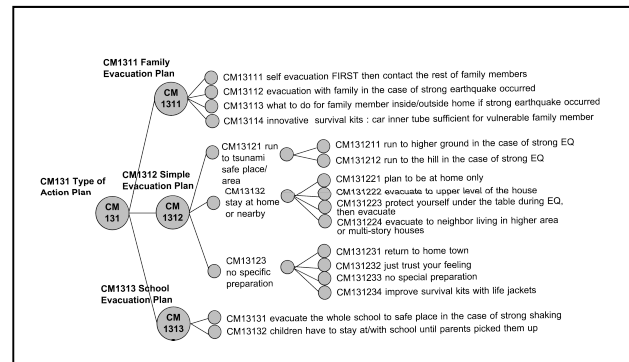 CM1311 Family
Evacuation Plan
CM
1311
CM13111 self evacuation FIRST then contact the rest of family members
CM13112 evacuation with family in the case of strong earthquake occurred
CM13113 what to do for family member inside/outside home if strong earthquake occurred
CM13114 innovative survival kits : car inner tube sufficient for vulnerable family member
CM131 Type of
Action Plan
CM
131
CM1312 Simple
Evacuation Plan
CM
1312
CM13121 run
to tsunami
safe place/
area
CM131211 run to higher ground in the case of strong EQ
CM131212 run to the hill in the case of strong EQ
CM13132
stay at home
or nearby
CM131221 plan to be at home only
CM131222 evacuate to upper level of the house
CM131223 protect yourself under the table during EQ,
then evacuate
CM131224 evacuate to neighbor living in higher area
or multi-story houses
CM13123
no specific
preparation
CM131231 return to home town
CM131232 just trust your feeling
CM131233 no special preparation
CM131234 improve survival kits with life jackets
CM1313 School
Evacuation Plan
CM
1313
CM13131 evacuate the whole school to safe place in the case of strong shaking
CM13132 children have to stay at/with school until parents picked them up